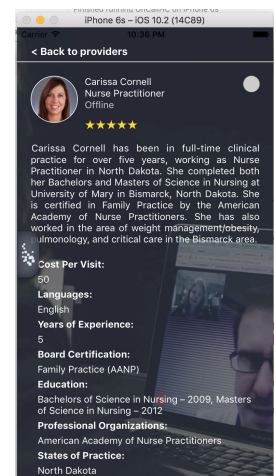 Finished running OnCallRC on iPhone 6s
iPhone 6s – iOS 10.2 (14C89)
Carrier 10:36 PM
< Back to providers
Carissa Cornell
Nurse Practitioner
Offline
Carissa Cornell has been in full-time clinical
practice for over five years, working as Nurse
Practitioner in North Dakota. She completed both
her Bachelors and Masters of Science in Nursing at
University of Mary in Bismarck, North Dakota. She
is certified in Family Practice by the American
Academy of Nurse Practitioners. She has also
worked in the area of weight management/obesity,
pulmonology, and critical care in the Bismarck area.
Cost Per Visit:
50
Languages:
English
Years of Experience:
5
Board Certification:
Family Practice (AANP)
Education:
Bachelors of Science in Nursing – 2009, Masters
of Science in Nursing – 2012
Professional Organizations:
American Academy of Nurse Practitioners
States of Practice:
North Dakota